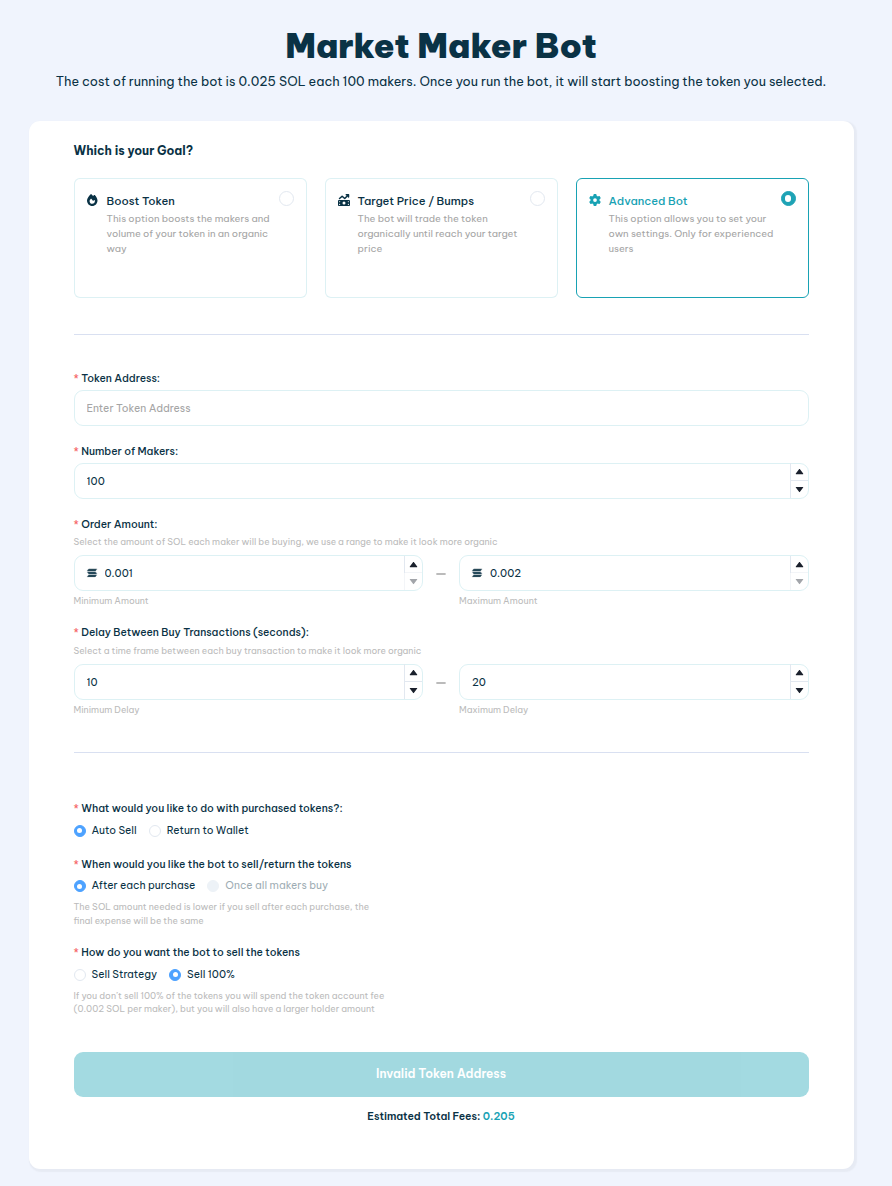 Market Maker Bot
The cost of running the bot is 0.025 SOL each 100 makers. Once you run the bot, it will start boosting the token you selected.
Which is your Goal?
Boost Token
This option boosts the makers and
volume of your token in an organic
way
Target Price / Bumps
The bot will trade the token
organically until reach your target
price
Advanced Bot
This option allows you to set your
own settings. Only for experienced
users
* Token Address:
Enter Token Address
* Number of Makers:
100
* Order Amount:
Select the amount of SOL each maker will be buying, we use a range to make it look more organic
0.001 – 0.002
Minimum Amount Maximum Amount
* Delay Between Buy Transactions (seconds):
Select a time frame between each buy transaction to make it look more organic
10 – 20
Minimum Delay Maximum Delay
* What would you like to do with purchased tokens?:
Auto Sell Return to Wallet
* When would you like the bot to sell/return the tokens
After each purchase Once all makers buy
The SOL amount needed is lower if you sell after each purchase, the
final expense will be the same
* How do you want the bot to sell the tokens
Sell Strategy Sell 100%
If you don't sell 100% of the tokens you will spend the token account fee
(0.002 SOL per maker), but you will also have a larger holder amount
Invalid Token Address
Estimated Total Fees: 0.205